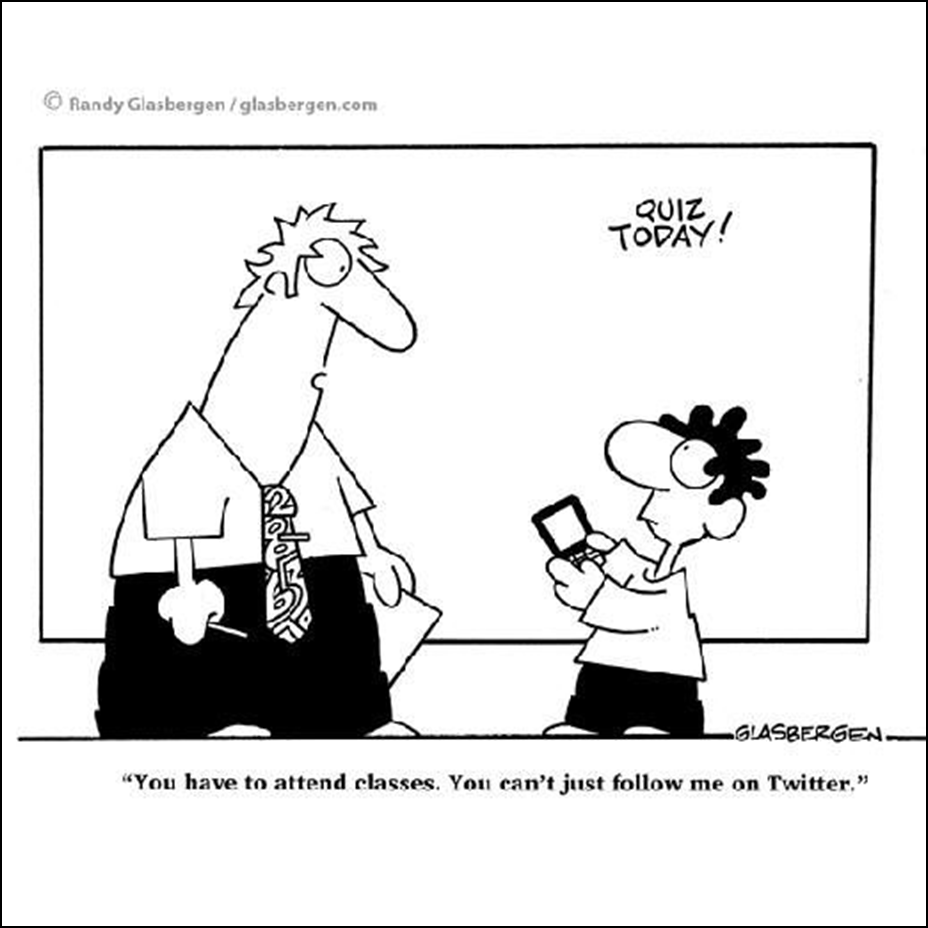 © Randy Glasbergen / glasbergen.com
QUIZ
TODAY!
GLASBERGEN
“You have to attend classes. You can’t just follow me on Twitter.”